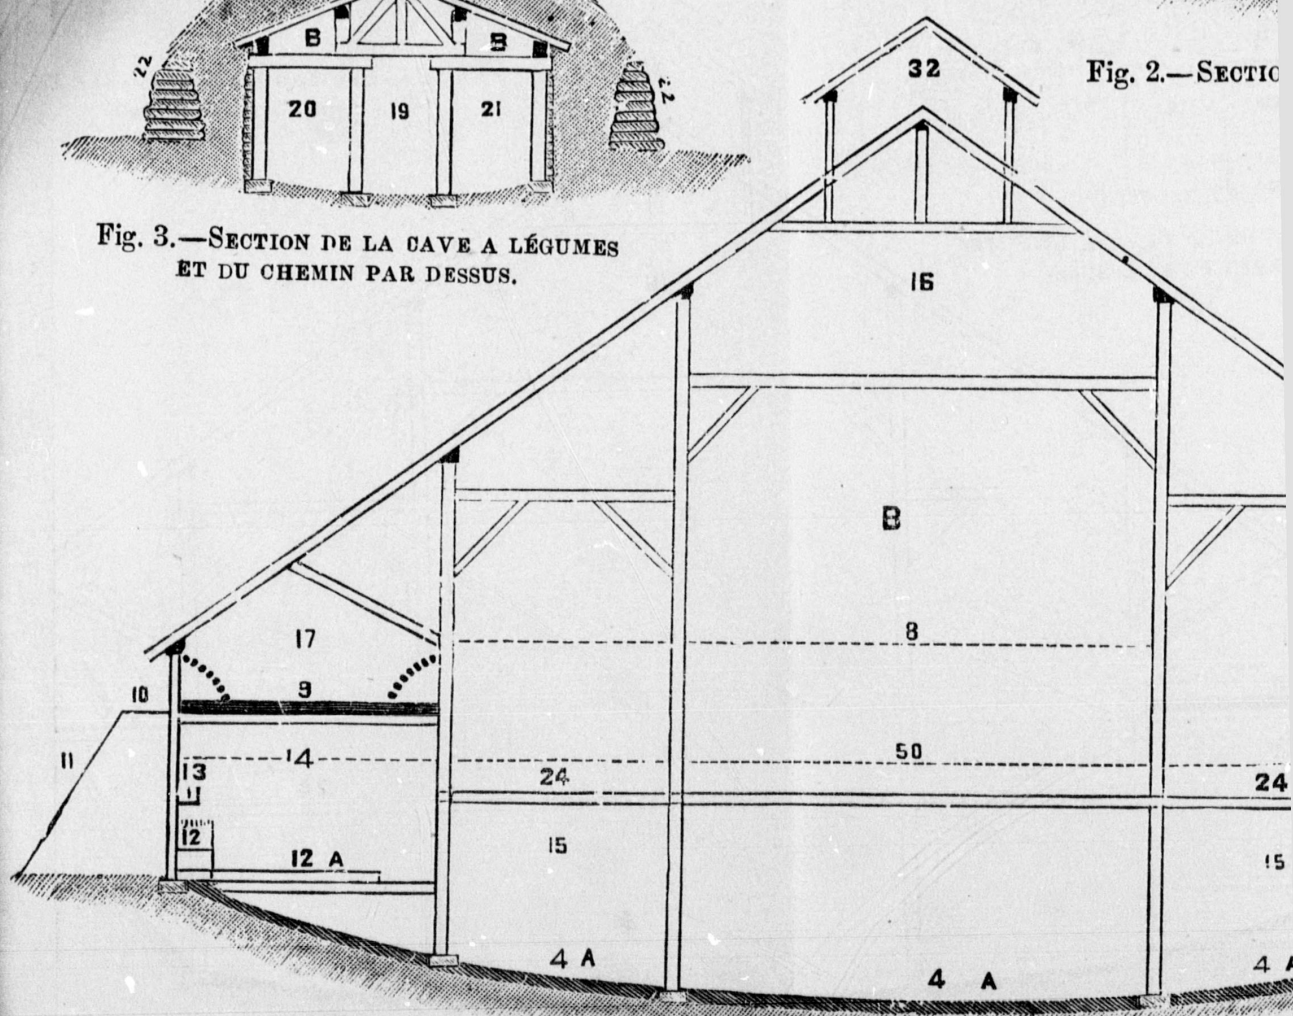 B B
22 22
20 19 21
Fig. 3.—SECTION DE LA CAVE A LÉGUMES
ET DU CHEMIN PAR DESSUS.
32
Fig. 2.—SECTIO
16
B
17
8
10
9
11
14
50
13
24
24
12
15
15
12 A
4 A
4 A
4 A